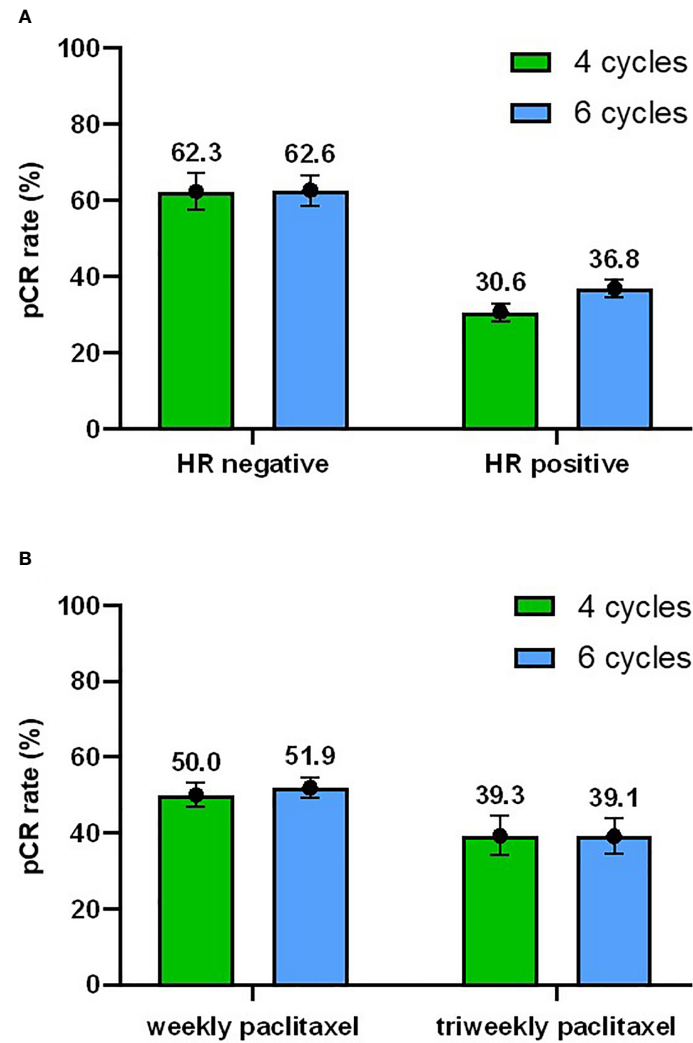 A
100
80
60
40
20
0
pCR rate (%)
4 cycles
6 cycles
62.3
62.6
30.6
36.8
HR negative
HR positive
B
100
80
60
40
20
0
pCR rate (%)
4 cycles
6 cycles
50.0
51.9
39.3
39.1
weekly paclitaxel
triweekly paclitaxel